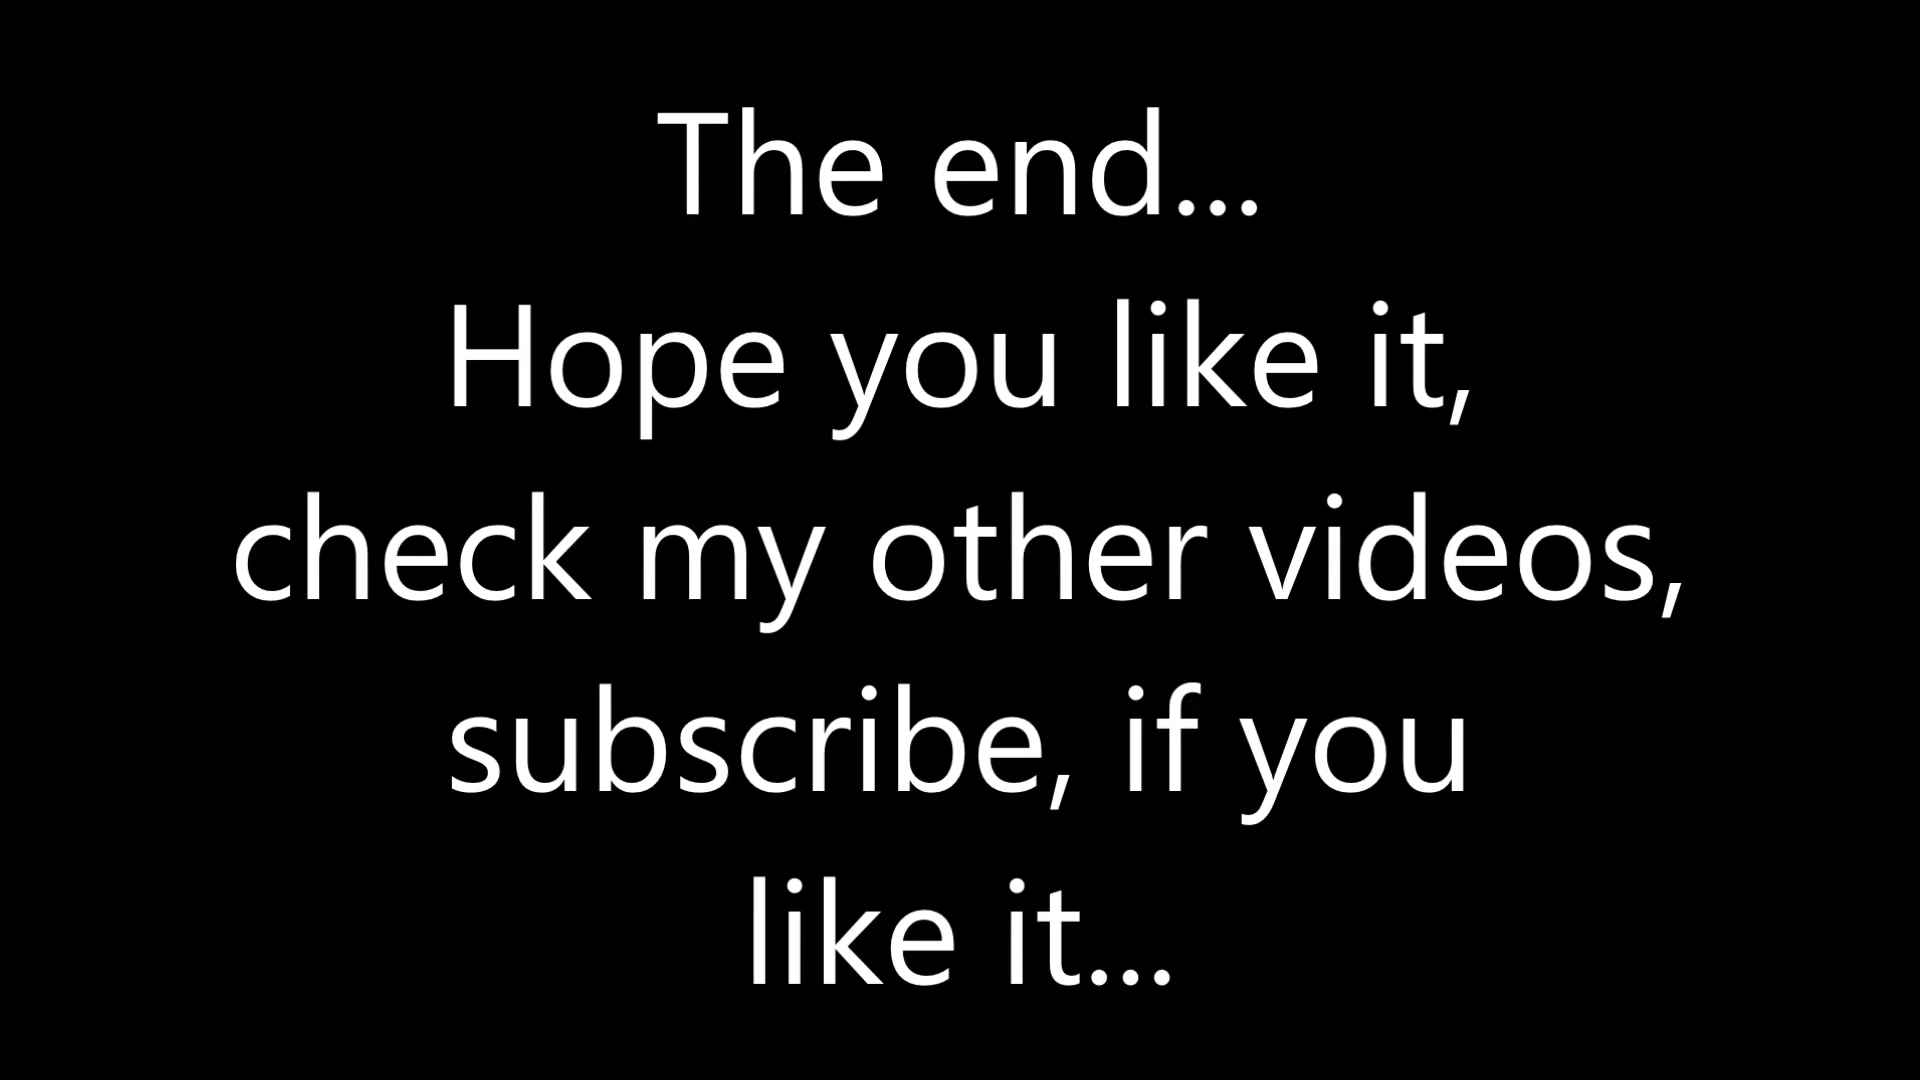 The end...
Hope you like it,
check my other videos,
subscribe, if you
like it...